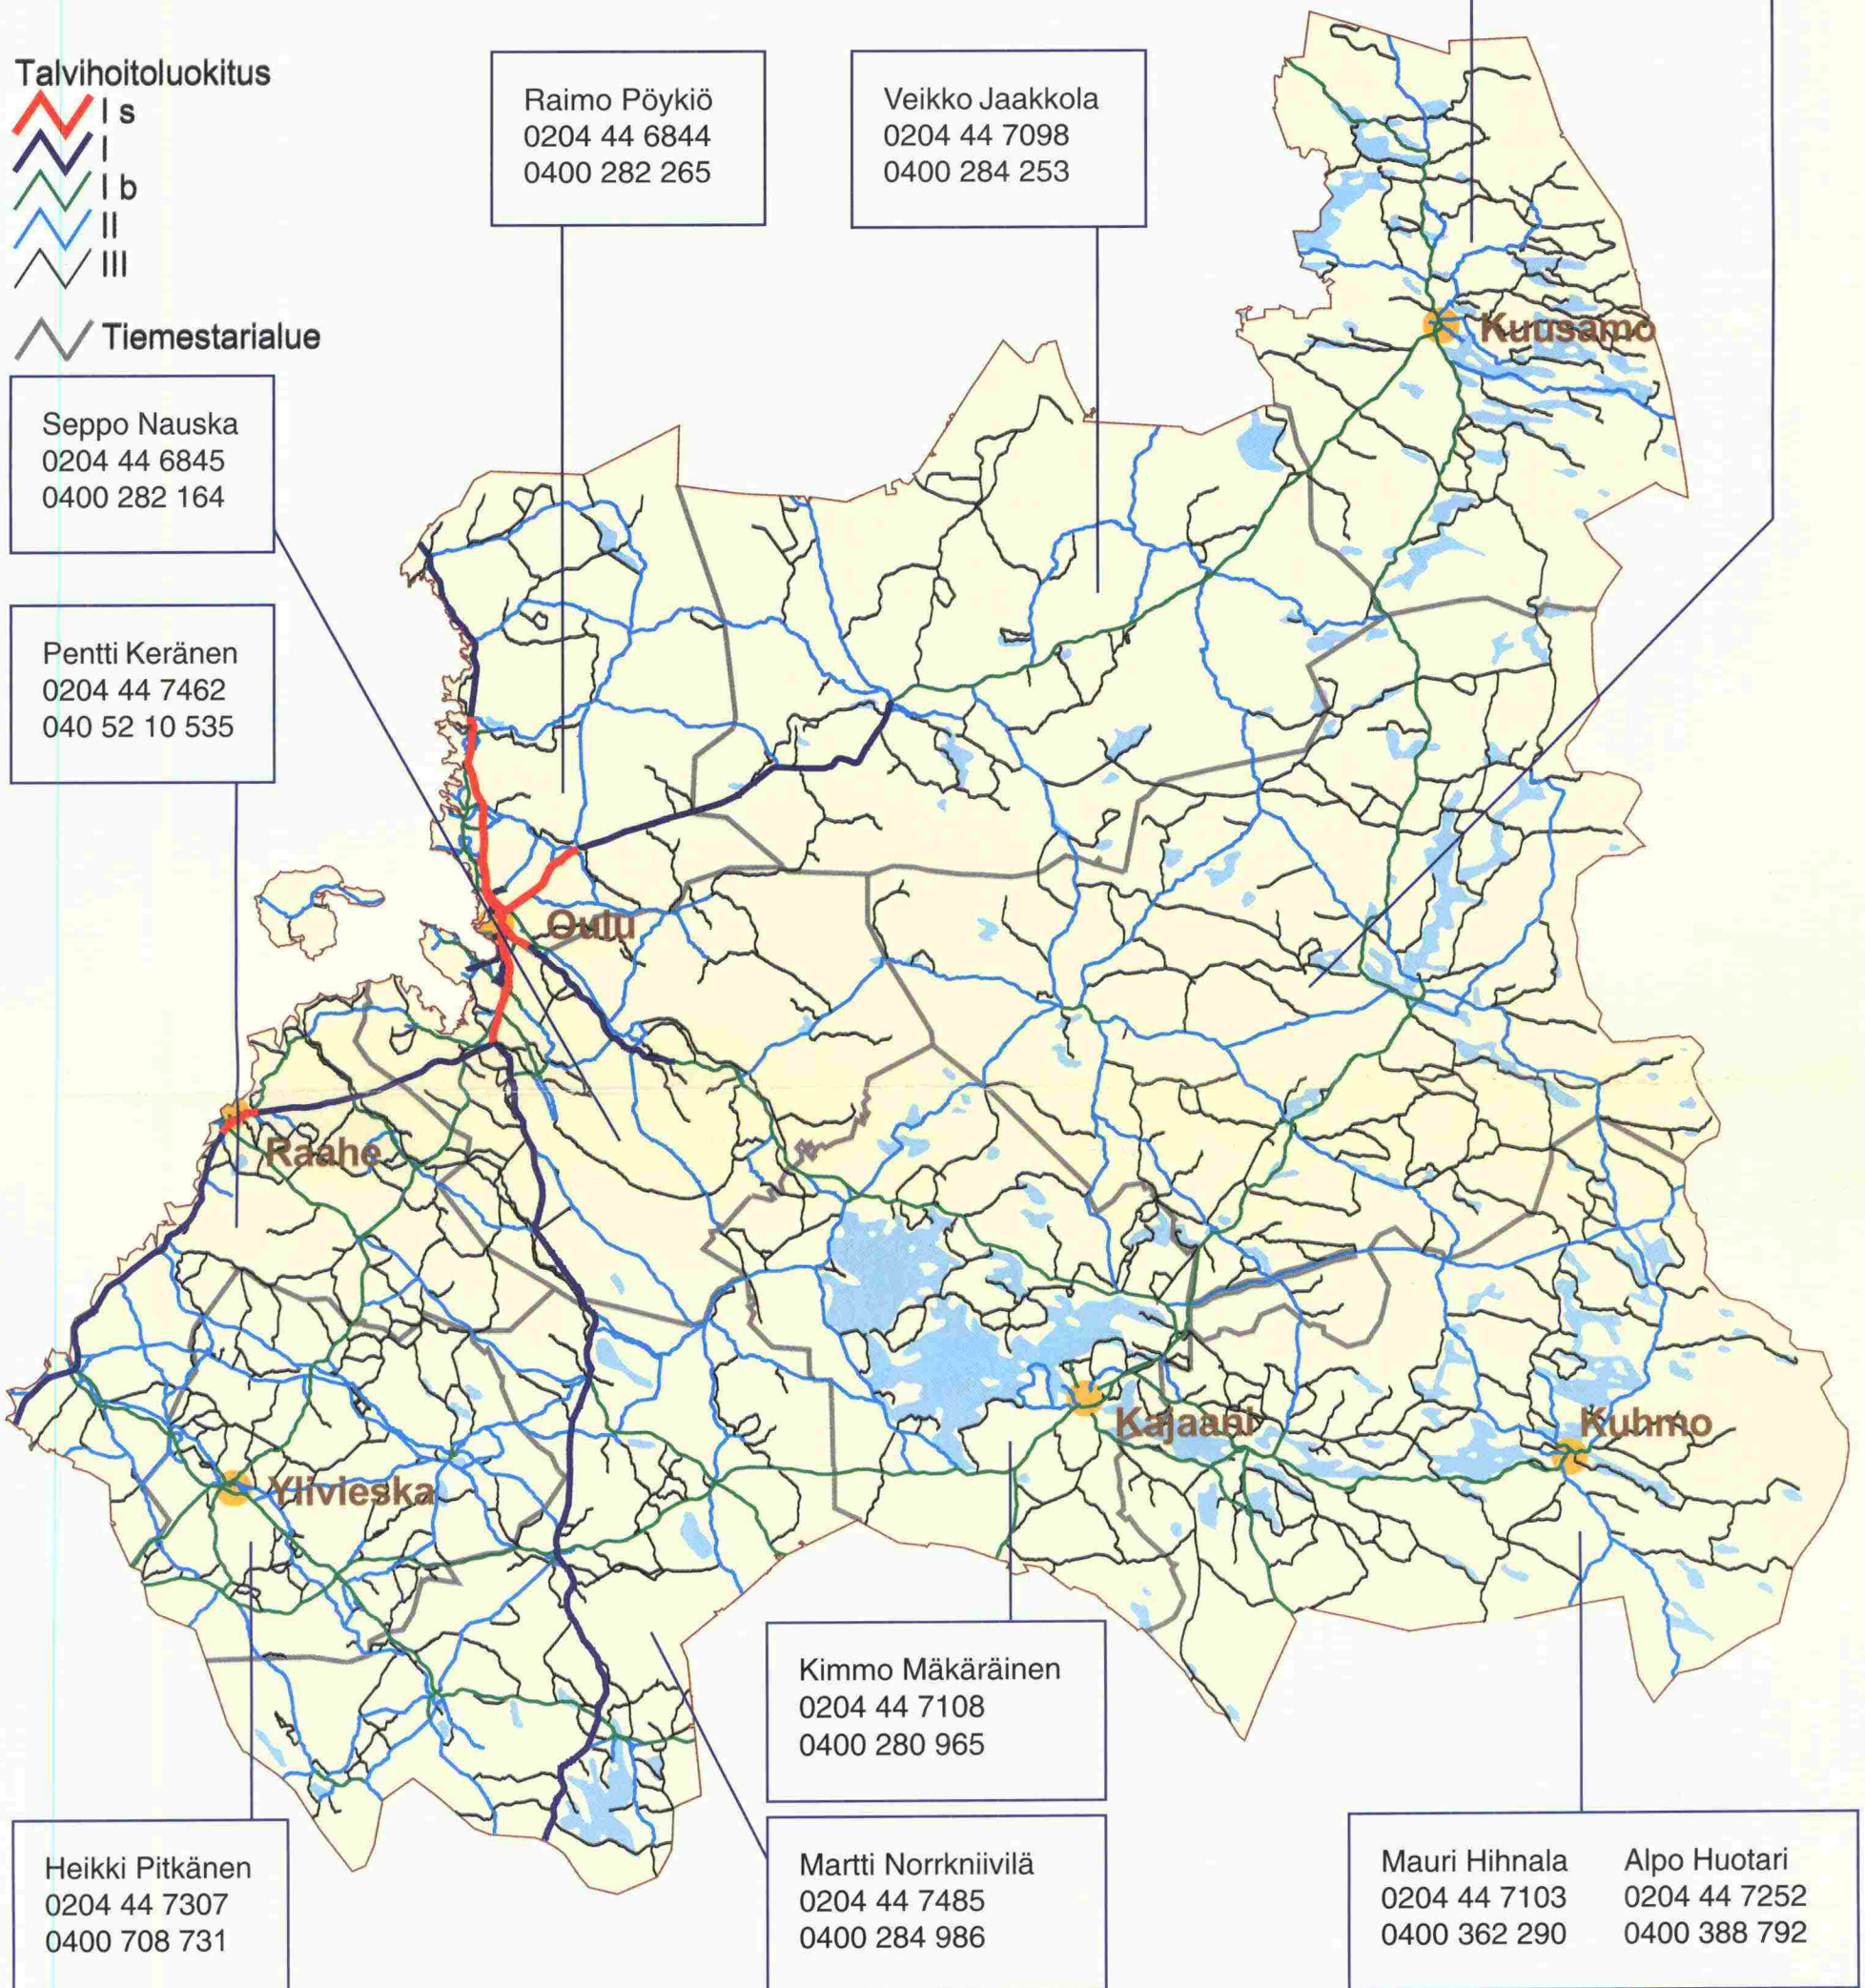 Talvihoitoluokitus
I s
I
I b
II
III
Tiemestarialue
Raimo Pöykiö
0204 44 6844
0400 282 265
Veikko Jaakkola
0204 44 7098
0400 284 253
Seppo Nauska
0204 44 6845
0400 282 164
Pentti Keränen
0204 44 7462
040 52 10 535
Kuusamo
Oulu
Raahe
Kajaani
Kuhmo
Ylivieska
Kimmo Mäkäräinen
0204 44 7108
0400 280 965
Heikki Pitkänen
0204 44 7307
0400 708 731
Martti Norrkniivilä
0204 44 7485
0400 284 986
Mauri Hihnala
0204 44 7103
0400 362 290
Alpo Huotari
0204 44 7252
0400 388 792